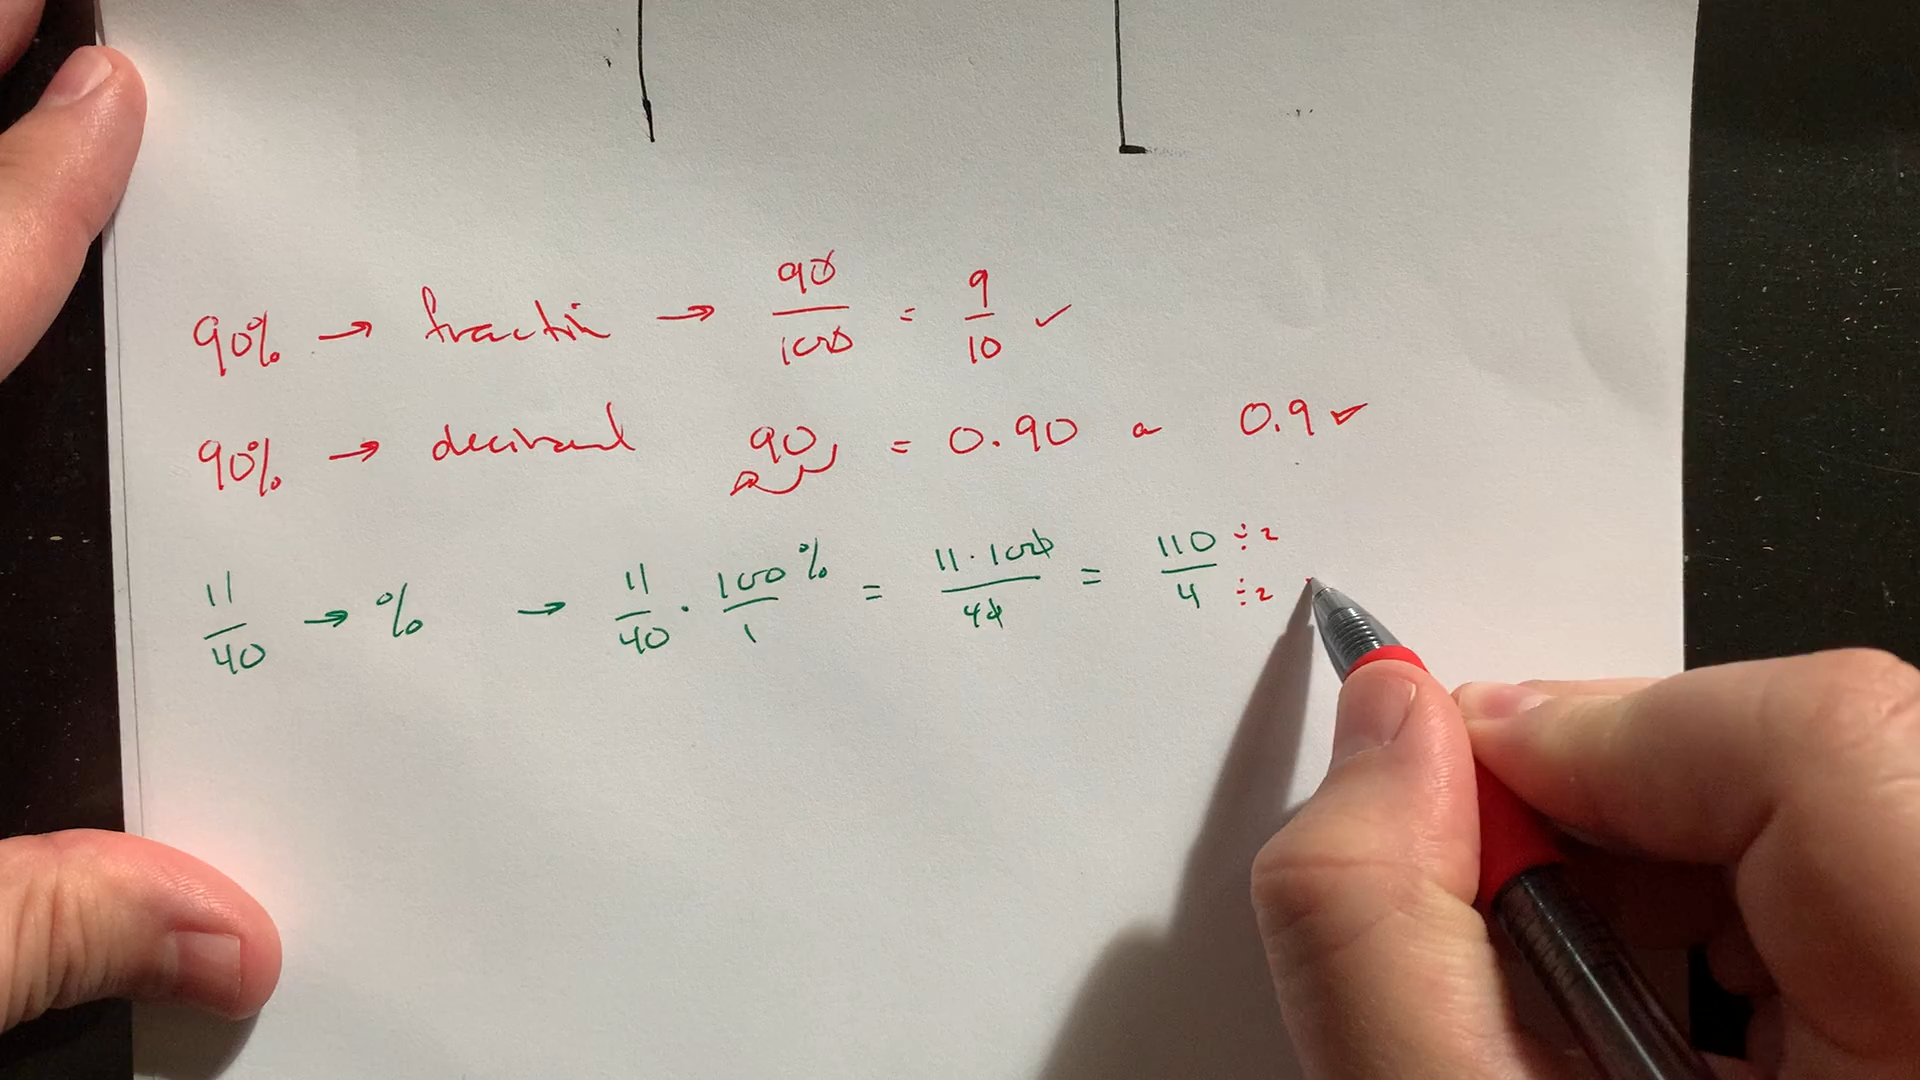 90% → fraction → 90/100 = 9/10 ✓
90% → decimal 90 = 0.90 or 0.9 ✓
11/40 → % → 11/40 · 100%/1 = 11·100/40 = 110/4 ÷2 ÷2